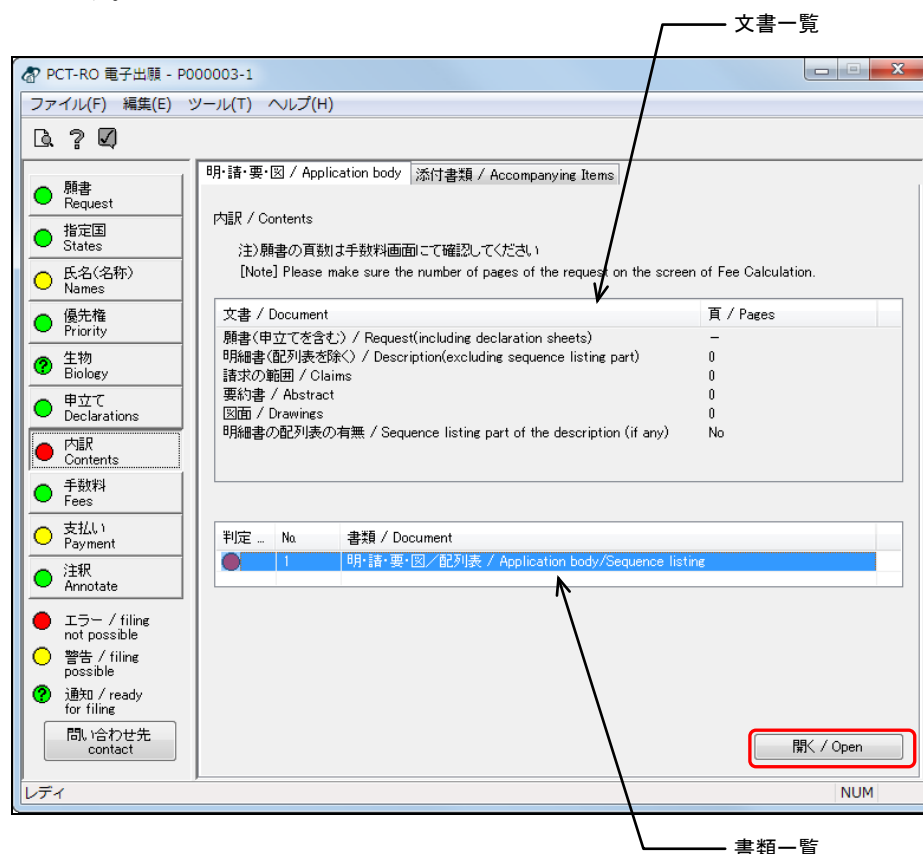 文書一覧
PCT-RO 電子出願 - P000003-1
ファイル(F) 編集(E) ツール(T) ヘルプ(H)
明・請・要・図 / Application body
添付書類 / Accompanying Items
願書
Request
指定国
States
氏名(名称)
Names
優先権
Priority
生物
Biology
申立て
Declarations
内訳
Contents
手数料
Fees
支払い
Payment
注釈
Annotate
エラー / filing
not possible
警告 / filing
possible
通知 / ready
for filing
問い合わせ先
contact
内訳 / Contents
注)願書の頁数は手数料画面にて確認してください
[Note] Please make sure the number of pages of the request on the screen of Fee Calculation.
文書 / Document 頁 / Pages
願書(申立てを含む) / Request(including declaration sheets) −
明細書(配列表を除く) / Description(excluding sequence listing part) 0
請求の範囲 / Claims 0
要約書 / Abstract 0
図面 / Drawings 0
明細書の配列表の有無 / Sequence listing part of the description (if any) No
判定 ... No. 書類 / Document
1 明・請・要・図/配列表 / Application body/Sequence listing
開く / Open
レディ NUM
書類一覧